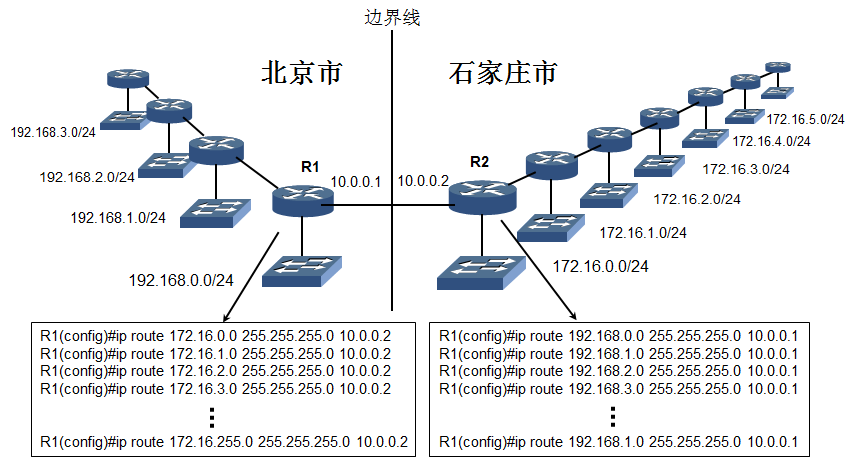 边界线
北京市
石家庄市
192.168.3.0/24
192.168.2.0/24
192.168.1.0/24
192.168.0.0/24
R1
10.0.0.1
10.0.0.2
R2
172.16.5.0/24
172.16.4.0/24
172.16.3.0/24
172.16.2.0/24
172.16.1.0/24
172.16.0.0/24
R1(config)#ip route 172.16.0.0 255.255.255.0 10.0.0.2
R1(config)#ip route 172.16.1.0 255.255.255.0 10.0.0.2
R1(config)#ip route 172.16.2.0 255.255.255.0 10.0.0.2
R1(config)#ip route 172.16.3.0 255.255.255.0 10.0.0.2
⋮
R1(config)#ip route 172.16.255.0 255.255.255.0 10.0.0.2
R1(config)#ip route 192.168.0.0 255.255.255.0 10.0.0.1
R1(config)#ip route 192.168.1.0 255.255.255.0 10.0.0.1
R1(config)#ip route 192.168.2.0 255.255.255.0 10.0.0.1
R1(config)#ip route 192.168.3.0 255.255.255.0 10.0.0.1
⋮
R1(config)#ip route 192.168.1.0 255.255.255.0 10.0.0.1